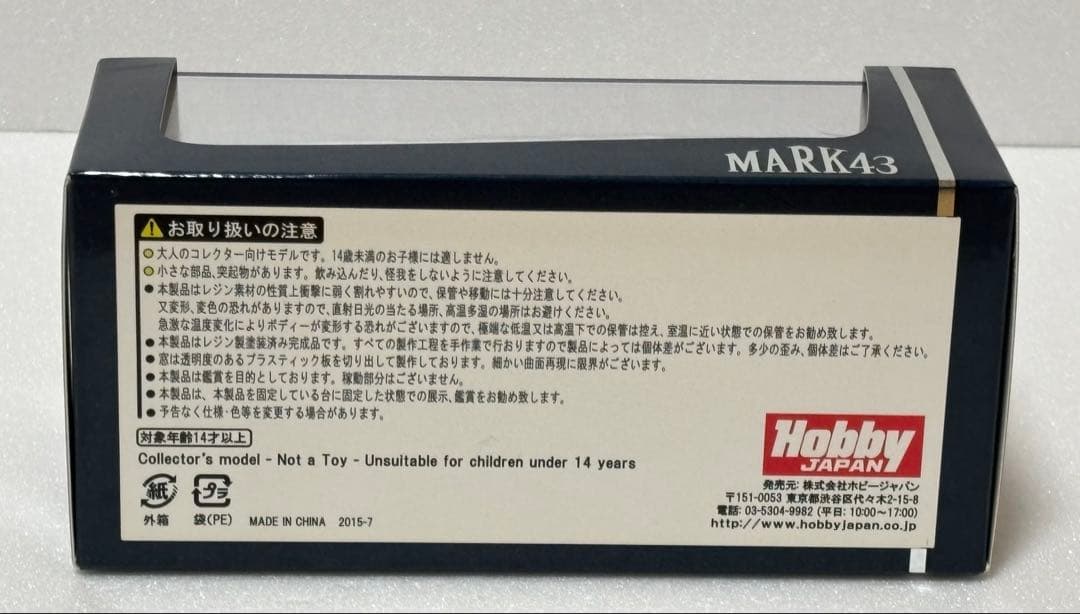 MARK43
お取り扱いの注意
大人のコレクター向けモデルです。14歳未満のお子様には適しません。
小さな部品、突起物があります。飲み込んだり、怪我をしないように注意してください。
● 本製品はレジン素材の性質上衝撃に弱く割れやすいので、保管や移動には十分注意してください。
又変形、変色の恐れがありますので、直射日光の当たる場所、高温多湿の場所はお避けください。
急激な温度変化によりボディーが変形する恐れがございますので、極端な低温又は高温下での保管は控え、室温に近い状態での保管をお勧め致します。
● 本製品はレジン製塗装済み完成品です。すべての製作工程を手作業で行おりますので製品によっては個体差がございます。多少の歪み、個体差はご了承ください。
● 窓は透明度のあるプラスティック板を切り出して製作しております。細かい曲面再現に限界がございます。
● 本製品は鑑賞を目的としております。稼動部分はございません。
● 本製品は、本製品を固定している台に固定した状態での展示、鑑賞をお勧め致します。
● 予告なく仕様・色等を変更する場合があります。
対象年齢14才以上
Collector's model - Not a Toy - Unsuitable for children under 14 years
紙 プラ
外箱 袋(PE) MADE IN CHINA 2015-7
Hobby
JAPAN
発売元: 株式会社ホビージャパン
〒151-0053 東京都渋谷区代々木2-15-8
電話: 03-5304-9982 (平日: 10:00~17:00)
http://www.hobbyjapan.co.jp